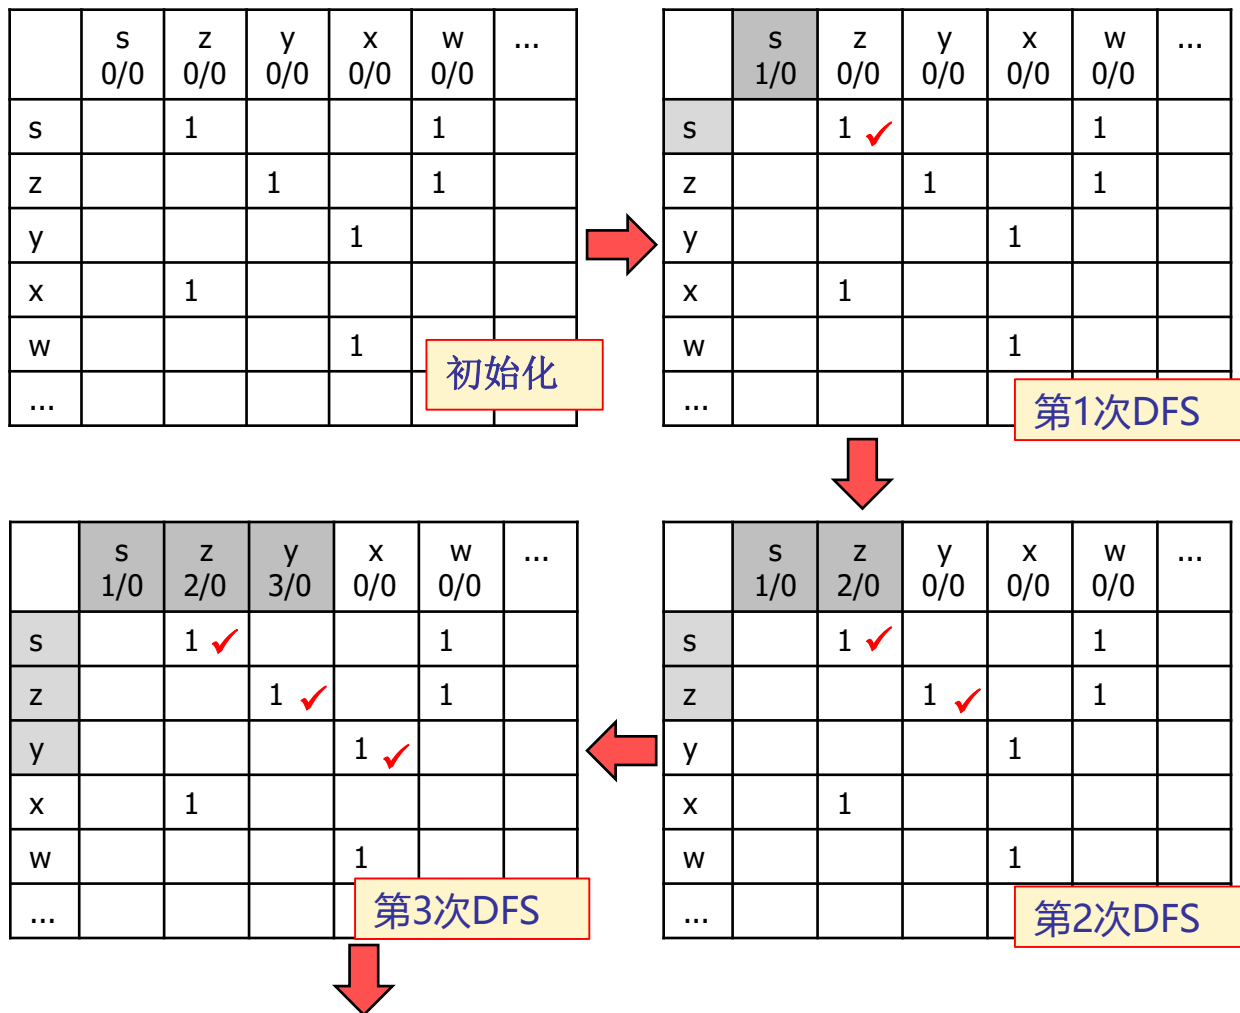 s z y x w ...
0/0 0/0 0/0 0/0 0/0
s 1 1
z 1 1
y 1
x 1
w 1
...
初始化
s z y x w ...
1/0 0/0 0/0 0/0 0/0
s 1 ✓ 1
z 1 1
y 1
x 1
w 1
...
第1次DFS
s z y x w ...
1/0 2/0 3/0 0/0 0/0
s 1 ✓ 1
z 1 ✓ 1
y 1 ✓
x 1
w 1
...
第3次DFS
s z y x w ...
1/0 2/0 0/0 0/0 0/0
s 1 ✓ 1
z 1 ✓ 1
y 1
x 1
w 1
...
第2次DFS